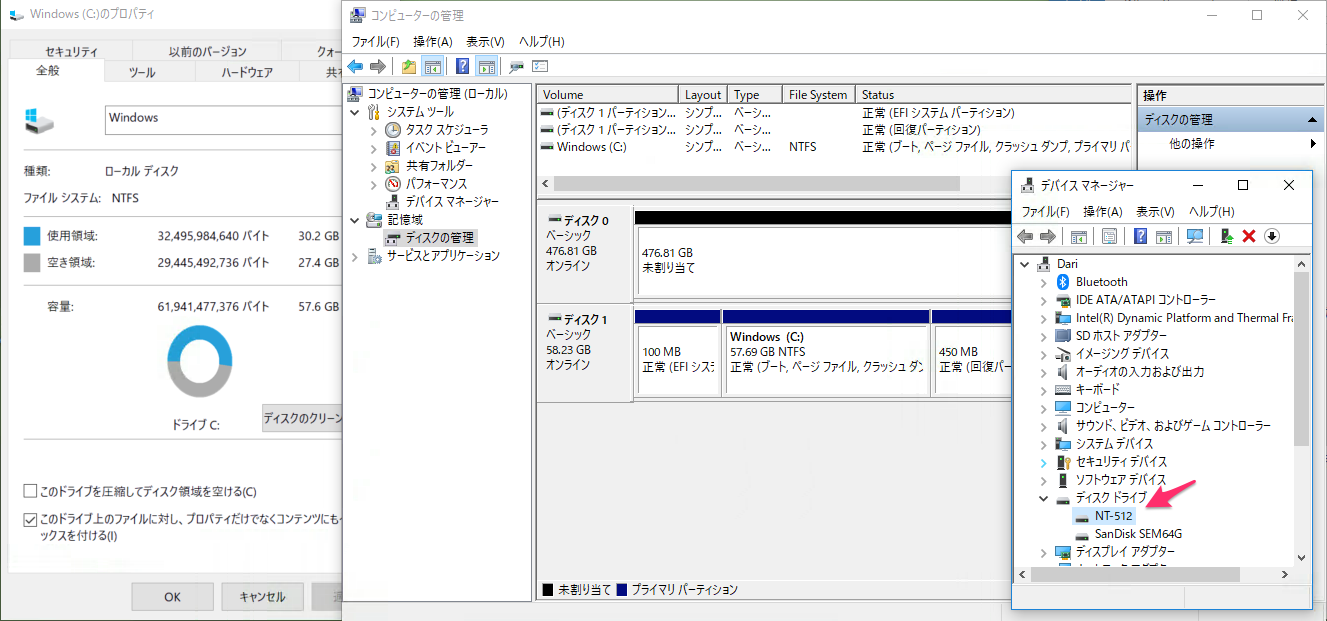 Windows (C:)のプロパティ
セキュリティ
以前のバージョン
クォー
全般
ツール
ハードウェア
共有
Windows
種類:
ローカル ディスク
ファイル システム:
NTFS
使用領域:
32,495,984,640 バイト
30.2 GB
空き領域:
29,445,492,736 バイト
27.4 GB
容量:
61,941,477,376 バイト
57.6 GB
ドライブ C:
ディスクのクリーン
このドライブを圧縮してディスク領域を空ける(C)
このドライブ上のファイルに対し、プロパティだけでなくコンテンツにも
ックスを付ける(I)
OK
キャンセル
コンピューターの管理
ファイル(F)
操作(A)
表示(V)
ヘルプ(H)
コンピューターの管理 (ローカル)
システム ツール
タスク スケジューラ
イベント ビューアー
共有フォルダー
パフォーマンス
デバイス マネージャー
記憶域
ディスクの管理
サービスとアプリケーション
Volume
Layout
Type
File System
Status
(ディスク 1 パーティション...
シンプ...
ベーシ...
正常 (EFI システム パーティション)
(ディスク 1 パーティション...
シンプ...
ベーシ...
正常 (回復パーティション)
Windows (C:)
シンプ...
ベーシ...
NTFS
正常 (ブート, ページ ファイル, クラッシュ ダンプ, プライマリ パ
ディスク 0
ベーシック
476.81 GB
オンライン
476.81 GB
未割り当て
ディスク 1
ベーシック
58.23 GB
オンライン
100 MB
正常 (EFI シス
Windows (C:)
57.69 GB NTFS
正常 (ブート, ページ ファイル, クラッシュ ダン
450 MB
正常 (回復パー
未割り当て
プライマリ パーティション
操作
ディスクの管理
他の操作
デバイス マネージャー
ファイル(F)
操作(A)
表示(V)
ヘルプ(H)
Dari
Bluetooth
IDE ATA/ATAPI コントローラー
Intel(R) Dynamic Platform and Thermal Fra
SD ホスト アダプター
イメージング デバイス
オーディオの入力および出力
キーボード
コンピューター
サウンド、ビデオ、およびゲーム コントローラー
システム デバイス
セキュリティ デバイス
ソフトウェア デバイス
ディスク ドライブ
NT-512
SanDisk SEM64G
ディスプレイ アダプター